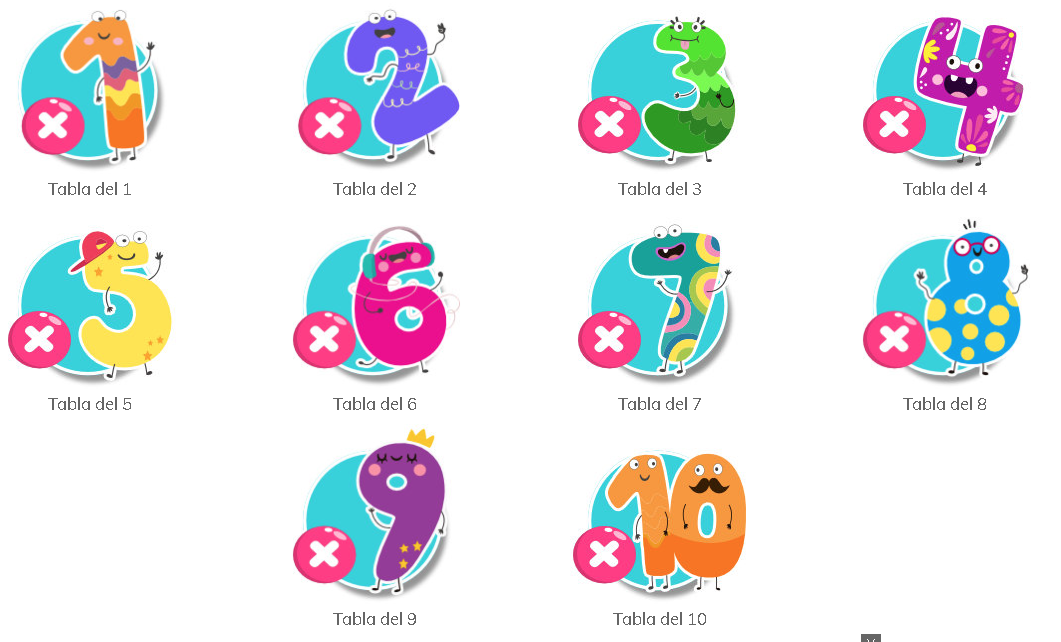 Tabla del 1
Tabla del 2
Tabla del 3
Tabla del 4
Tabla del 5
Tabla del 6
Tabla del 7
Tabla del 8
Tabla del 9
Tabla del 10